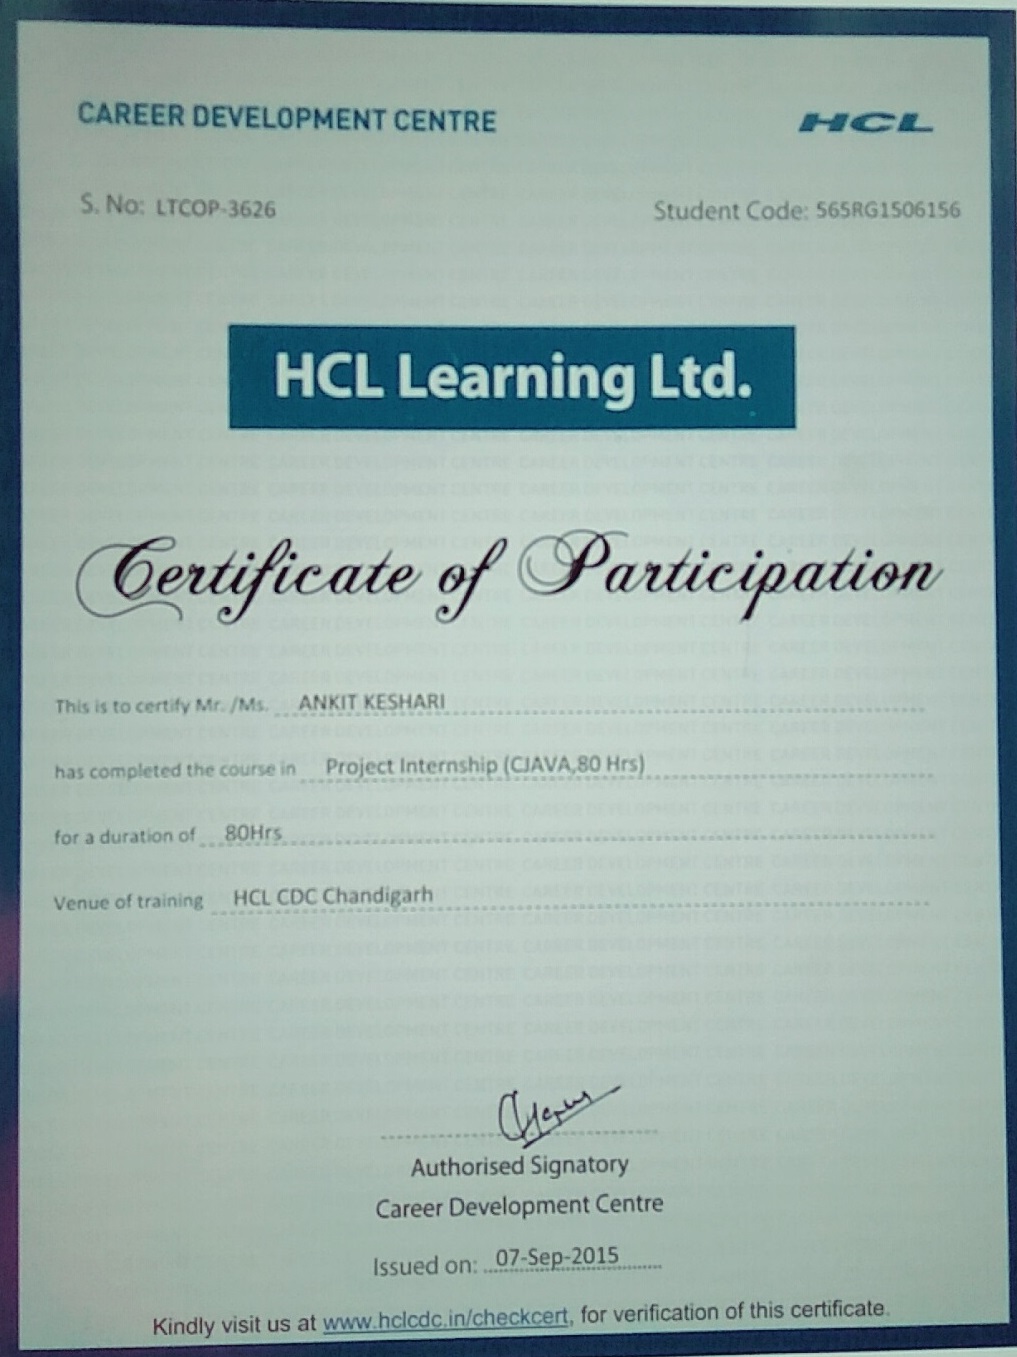 CAREER DEVELOPMENT CENTRE HCL
S. No: LTCOP-3626 Student Code: 565RG1506156
HCL Learning Ltd.
Certificate of Participation
This is to certify Mr. /Ms. ANKIT KESHARI
has completed the course in Project Internship (CJAVA,80 Hrs)
for a duration of 80Hrs
Venue of training HCL CDC Chandigarh
Authorised Signatory
Career Development Centre
Issued on: 07-Sep-2015
Kindly visit us at www.hclcdc.in/checkcert, for verification of this certificate.